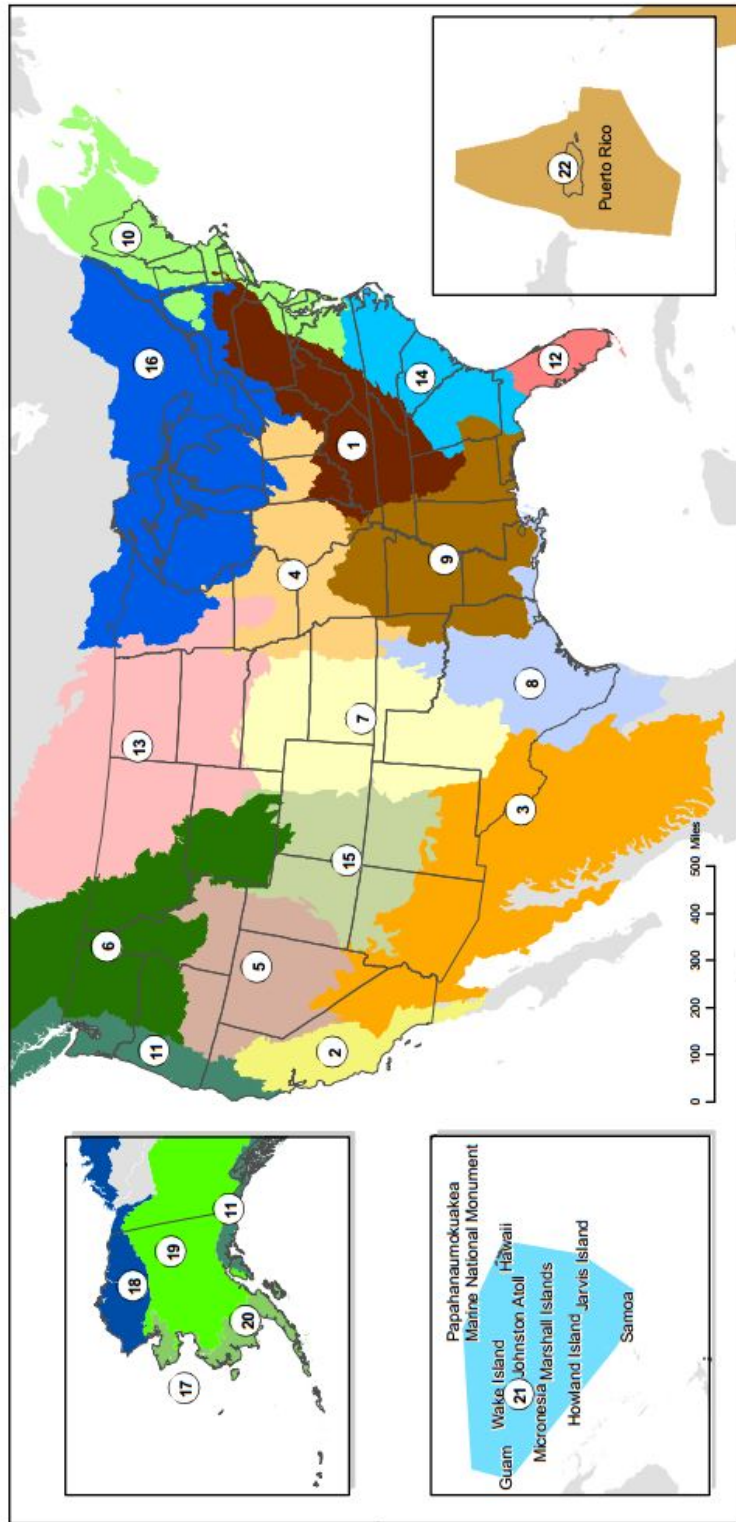 18
19
17
20
11
Papahanaumokuakea
Marine National Monument
Guam
Wake Island
21
Johnston Atoll
Hawaii
Micronesia
Marshall Islands
Howland Island
Jarvis Island
Samoa
6
11
13
16
10
5
4
2
15
7
1
9
14
3
8
12
0
100
200
300
400
500
Miles
22
Puerto Rico